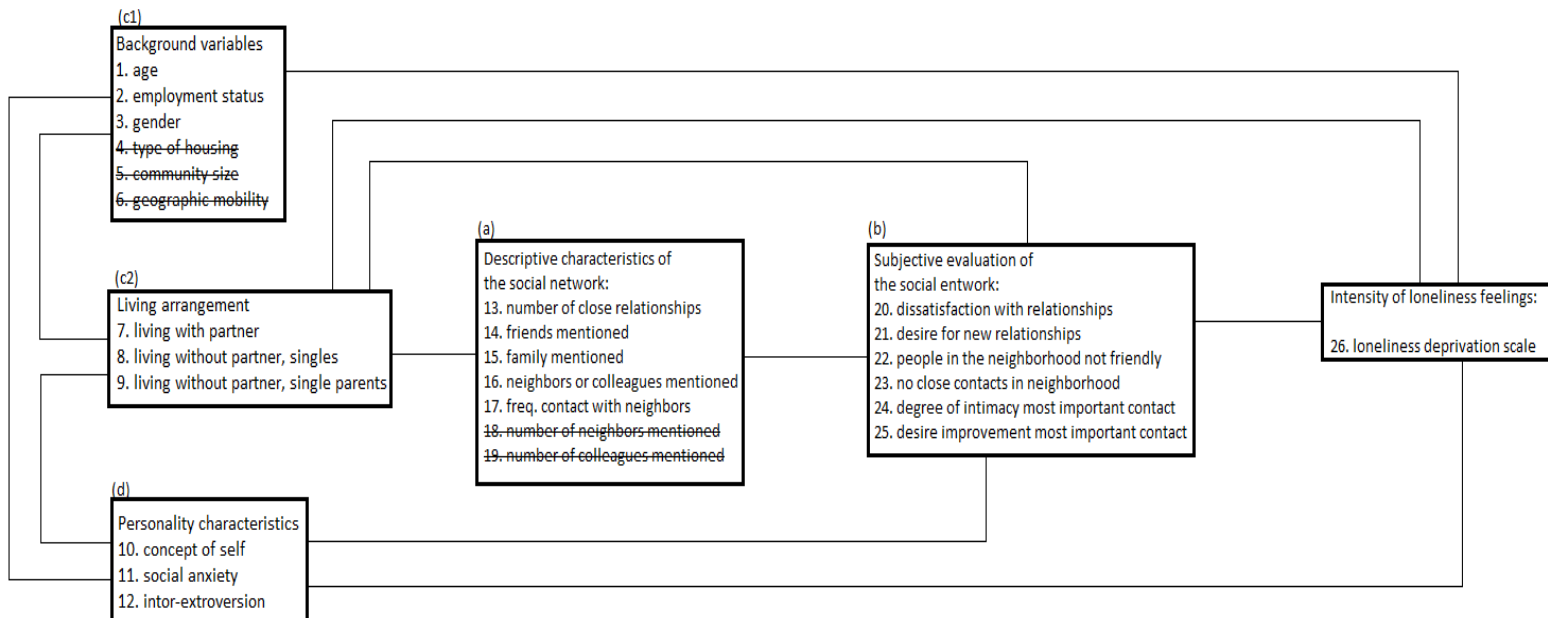 (c1)
Background variables
1. age
2. employment status
3. gender
4. type of housing
5. community size
6. geographic mobility
(c2)
Living arrangement
7. living with partner
8. living without partner, singles
9. living without partner, single parents
(d)
Personality characteristics
10. concept of self
11. social anxiety
12. intor-extroversion
(a)
Descriptive characteristics of
the social network:
13. number of close relationships
14. friends mentioned
15. family mentioned
16. neighbors or colleagues mentioned
17. freq. contact with neighbors
18. number of neighbors mentioned
19. number of colleagues mentioned
(b)
Subjective evaluation of
the social entwork:
20. dissatisfaction with relationships
21. desire for new relationships
22. people in the neighborhood not friendly
23. no close contacts in neighborhood
24. degree of intimacy most important contact
25. desire improvement most important contact
Intensity of loneliness feelings:
26. loneliness deprivation scale